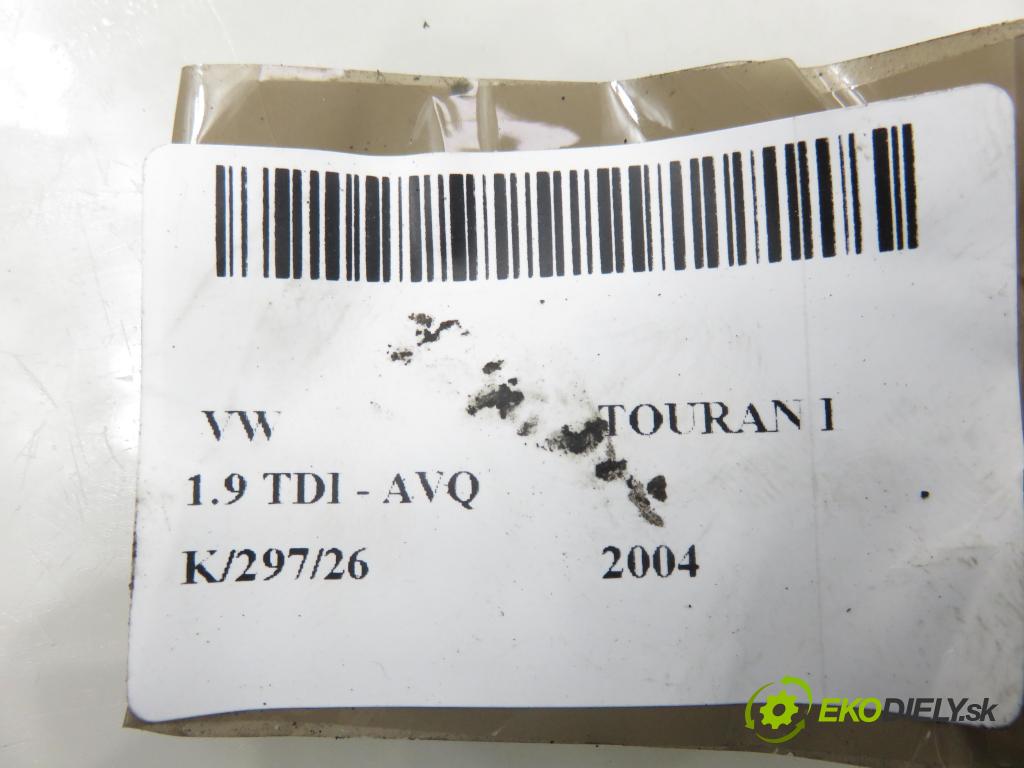 VW TOURAN I
1.9 TDI - AVQ
K/297/26 2004
EKODIELY.sk